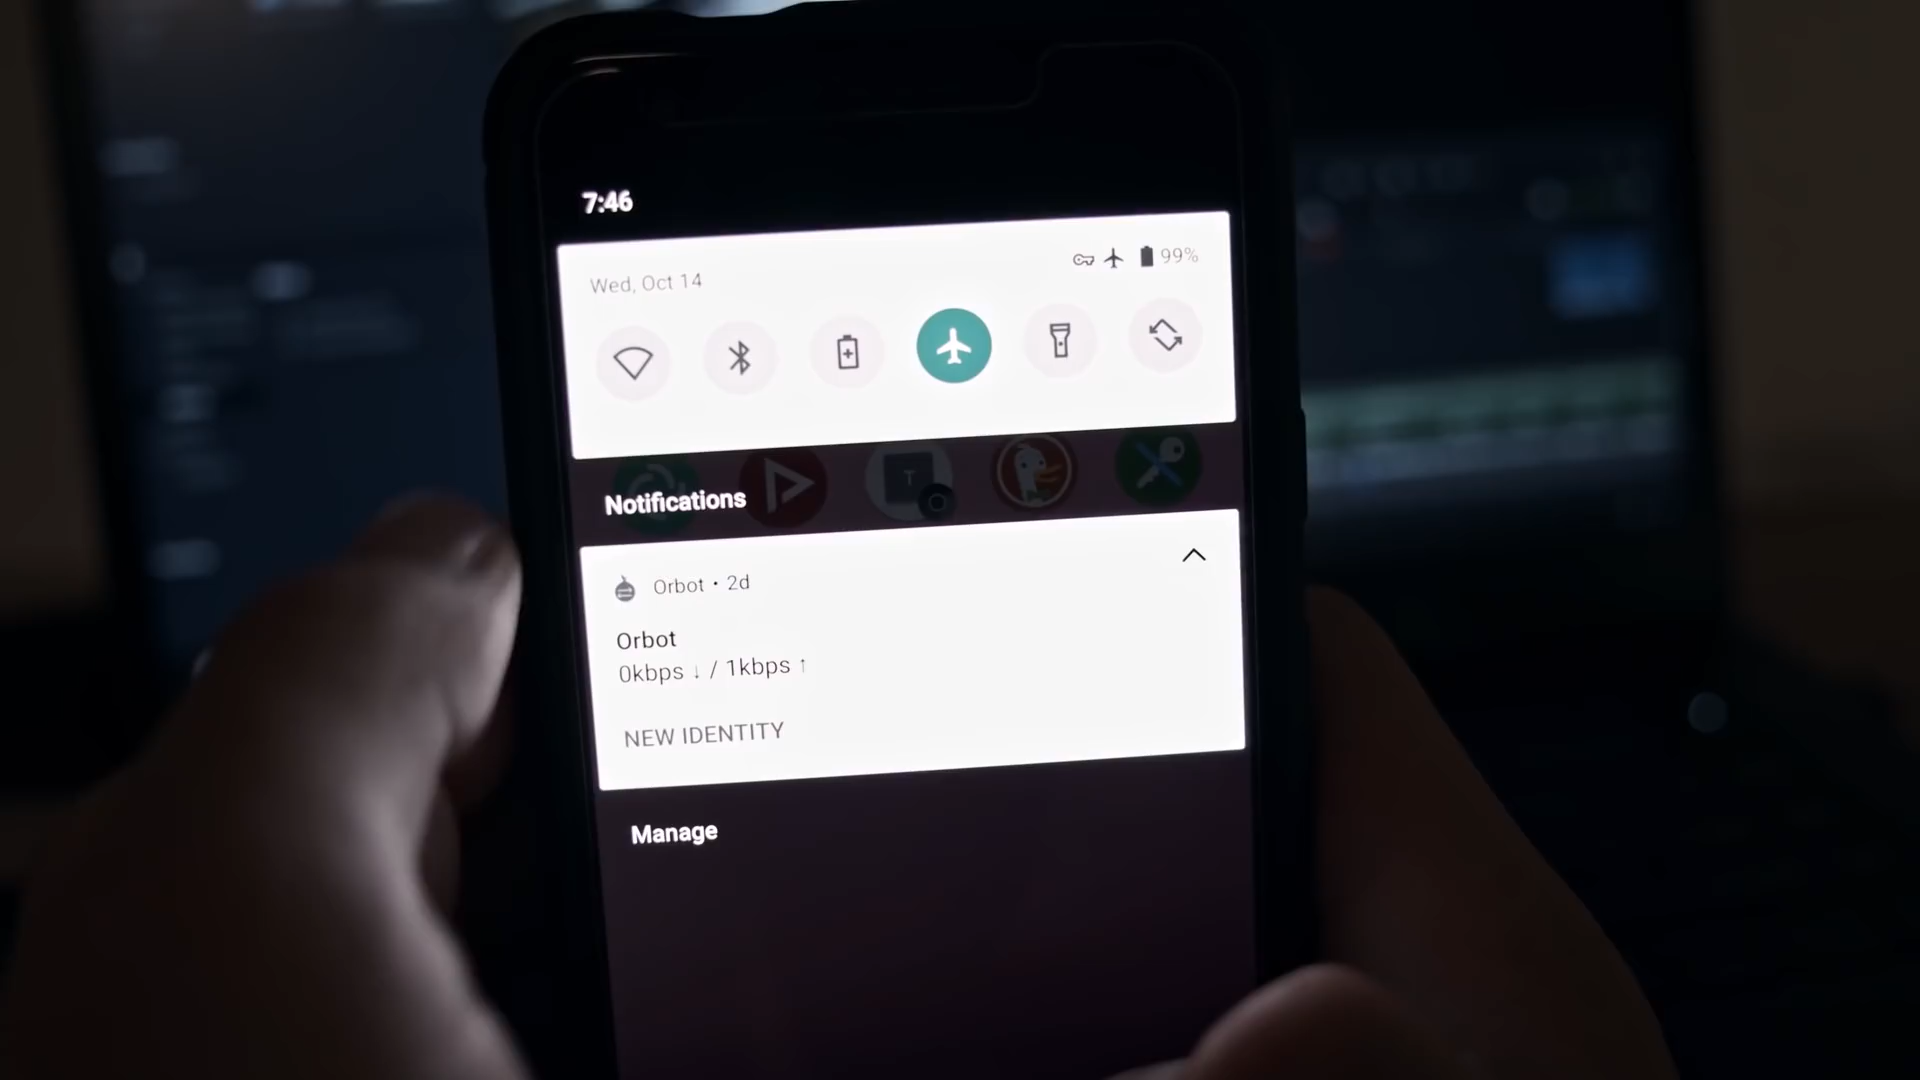 7:46
Wed, Oct 14
99%
Notifications
T
Orbot • 2d
Orbot
0kbps ↓ / 1kbps ↑
NEW IDENTITY
Manage